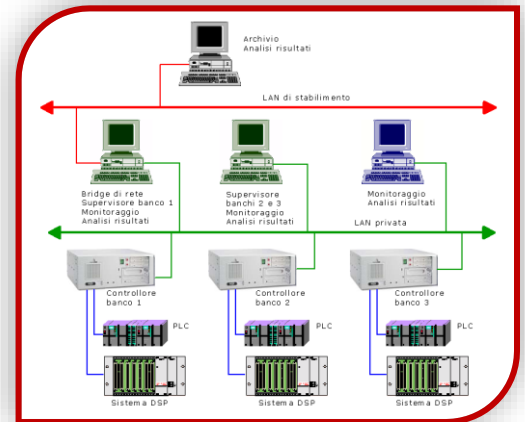 Archivio
Analisi risultati
LAN di stabilimento
Bridge di rete
Supervisore banco 1
Monitoraggio
Analisi risultati
Supervisore
banchi 2 e 3
Monitoraggio
Analisi risultati
Monitoraggio
Analisi risultati
LAN privata
Controllore
banco 1
Controllore
banco 2
Controllore
banco 3
PLC
PLC
PLC
Sistema DSP
Sistema DSP
Sistema DSP